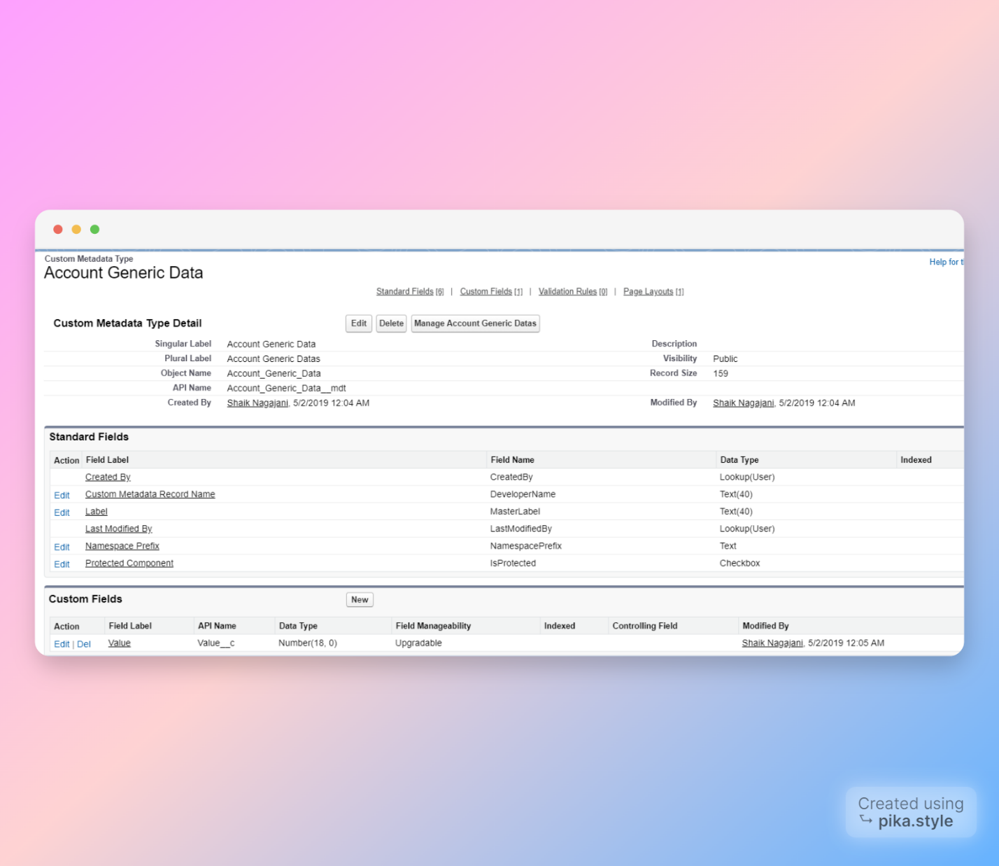 Custom Metadata Type
Account Generic Data
Help for t
Standard Fields [6] | Custom Fields [1] | Validation Rules [0] | Page Layouts [1]
Custom Metadata Type Detail Edit Delete Manage Account Generic Datas
Singular Label Account Generic Data Description
Plural Label Account Generic Datas Visibility Public
Object Name Account_Generic_Data Record Size 159
API Name Account_Generic_Data__mdt
Created By Shaik Nagajani, 5/2/2019 12:04 AM Modified By Shaik Nagajani, 5/2/2019 12:04 AM
Standard Fields
Action Field Label Field Name Data Type Indexed
Created By CreatedBy Lookup(User)
Edit Custom Metadata Record Name DeveloperName Text(40)
Edit Label MasterLabel Text(40)
Last Modified By LastModifiedBy Lookup(User)
Edit Namespace Prefix NamespacePrefix Text
Edit Protected Component IsProtected Checkbox
Custom Fields New
Action Field Label API Name Data Type Field Manageability Indexed Controlling Field Modified By
Edit | Del Value Value__c Number(18, 0) Upgradable Shaik Nagajani, 5/2/2019 12:05 AM
Created using
pika.style